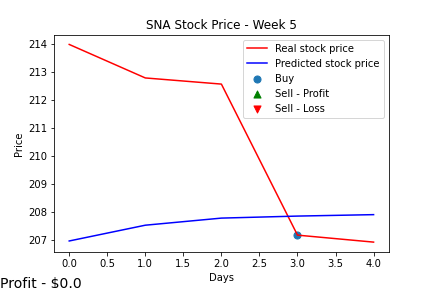 SNA Stock Price - Week 5
214
213
212
211
210
209
208
207
Price
Real stock price
Predicted stock price
Buy
Sell - Profit
Sell - Loss
0.0 0.5 1.0 1.5 2.0 2.5 3.0 3.5 4.0
Days
Profit - $0.0